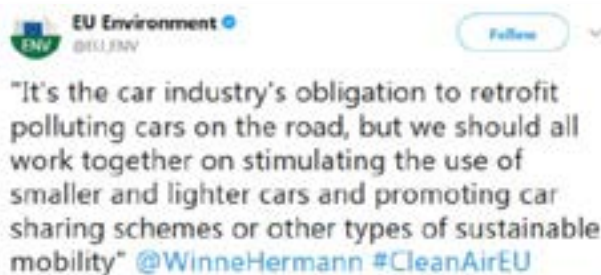 EU Environment
@EU_ENV
Follow
ENV
"It's the car industry's obligation to retrofit
polluting cars on the road, but we should all
work together on stimulating the use of
smaller and lighter cars and promoting car
sharing schemes or other types of sustainable
mobility" @WinneHermann #CleanAirEU